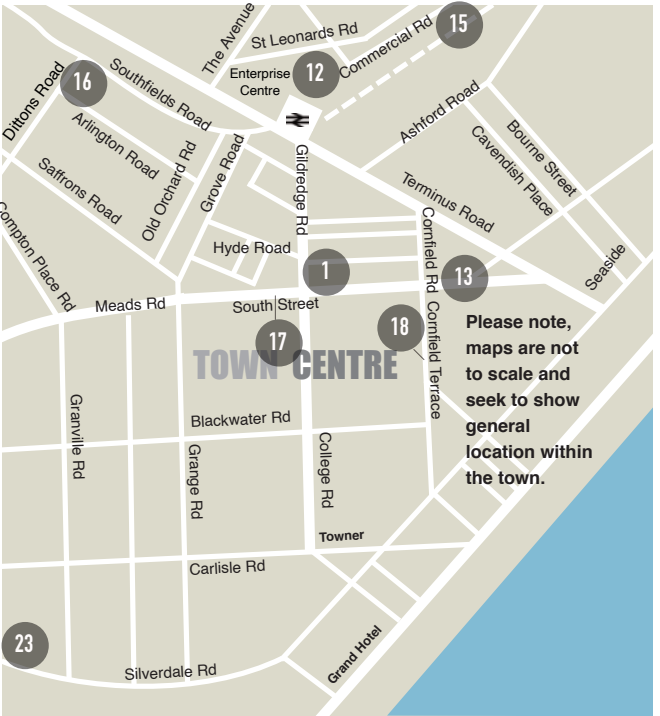 The Avenue
St Leonards Rd
Commercial Rd
15
Enterprise
Centre
12
16
Dittons Road
Southfields Road
Arlington Road
Saffrons Road
Old Orchard Rd
Grove Road
Gildredge Rd
Ashford Road
Cavendish Place
Bourne Street
Terminus Road
Seaside
Compton Place Rd
Hyde Road
Cornfield Rd
1
13
Meads Rd
South Street
17
18
Cornfield Terrace
TOWN CENTRE
Please note,
maps are not
to scale and
seek to show
general
location within
the town.
Granville Rd
Blackwater Rd
Grange Rd
College Rd
Towner
Carlisle Rd
23
Silverdale Rd
Grand Hotel